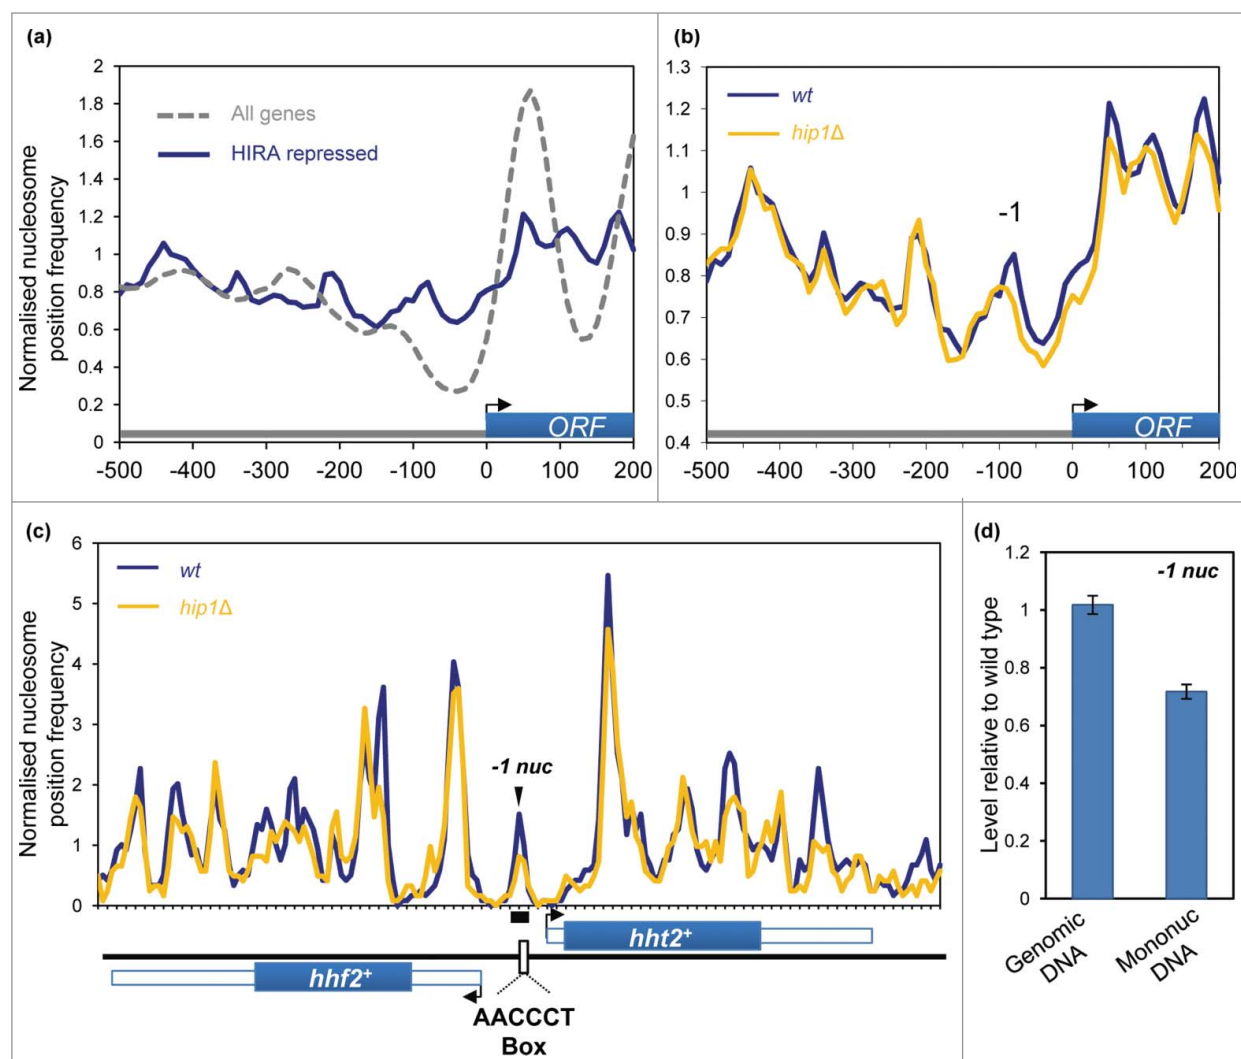 (a)
2
1.8
1.6
1.4
1.2
1
0.8
0.6
0.4
0.2
0
Normalised nucleosome
position frequency
All genes
HIRA repressed
ORF
-500 -400 -300 -200 -100 0 100 200
(b)
1.3
1.2
1.1
1
0.9
0.8
0.7
0.6
0.5
0.4
wt
hip1Δ
-1
ORF
-500 -400 -300 -200 -100 0 100 200
(c)
6
5
4
3
2
1
0
Normalised nucleosome
position frequency
wt
hip1Δ
-1 nuc
hht2+
hhf2+
AACCCT
Box
(d)
1.2
1
0.8
0.6
0.4
0.2
0
Level relative to wild type
-1 nuc
Genomic
DNA
Mononuc
DNA